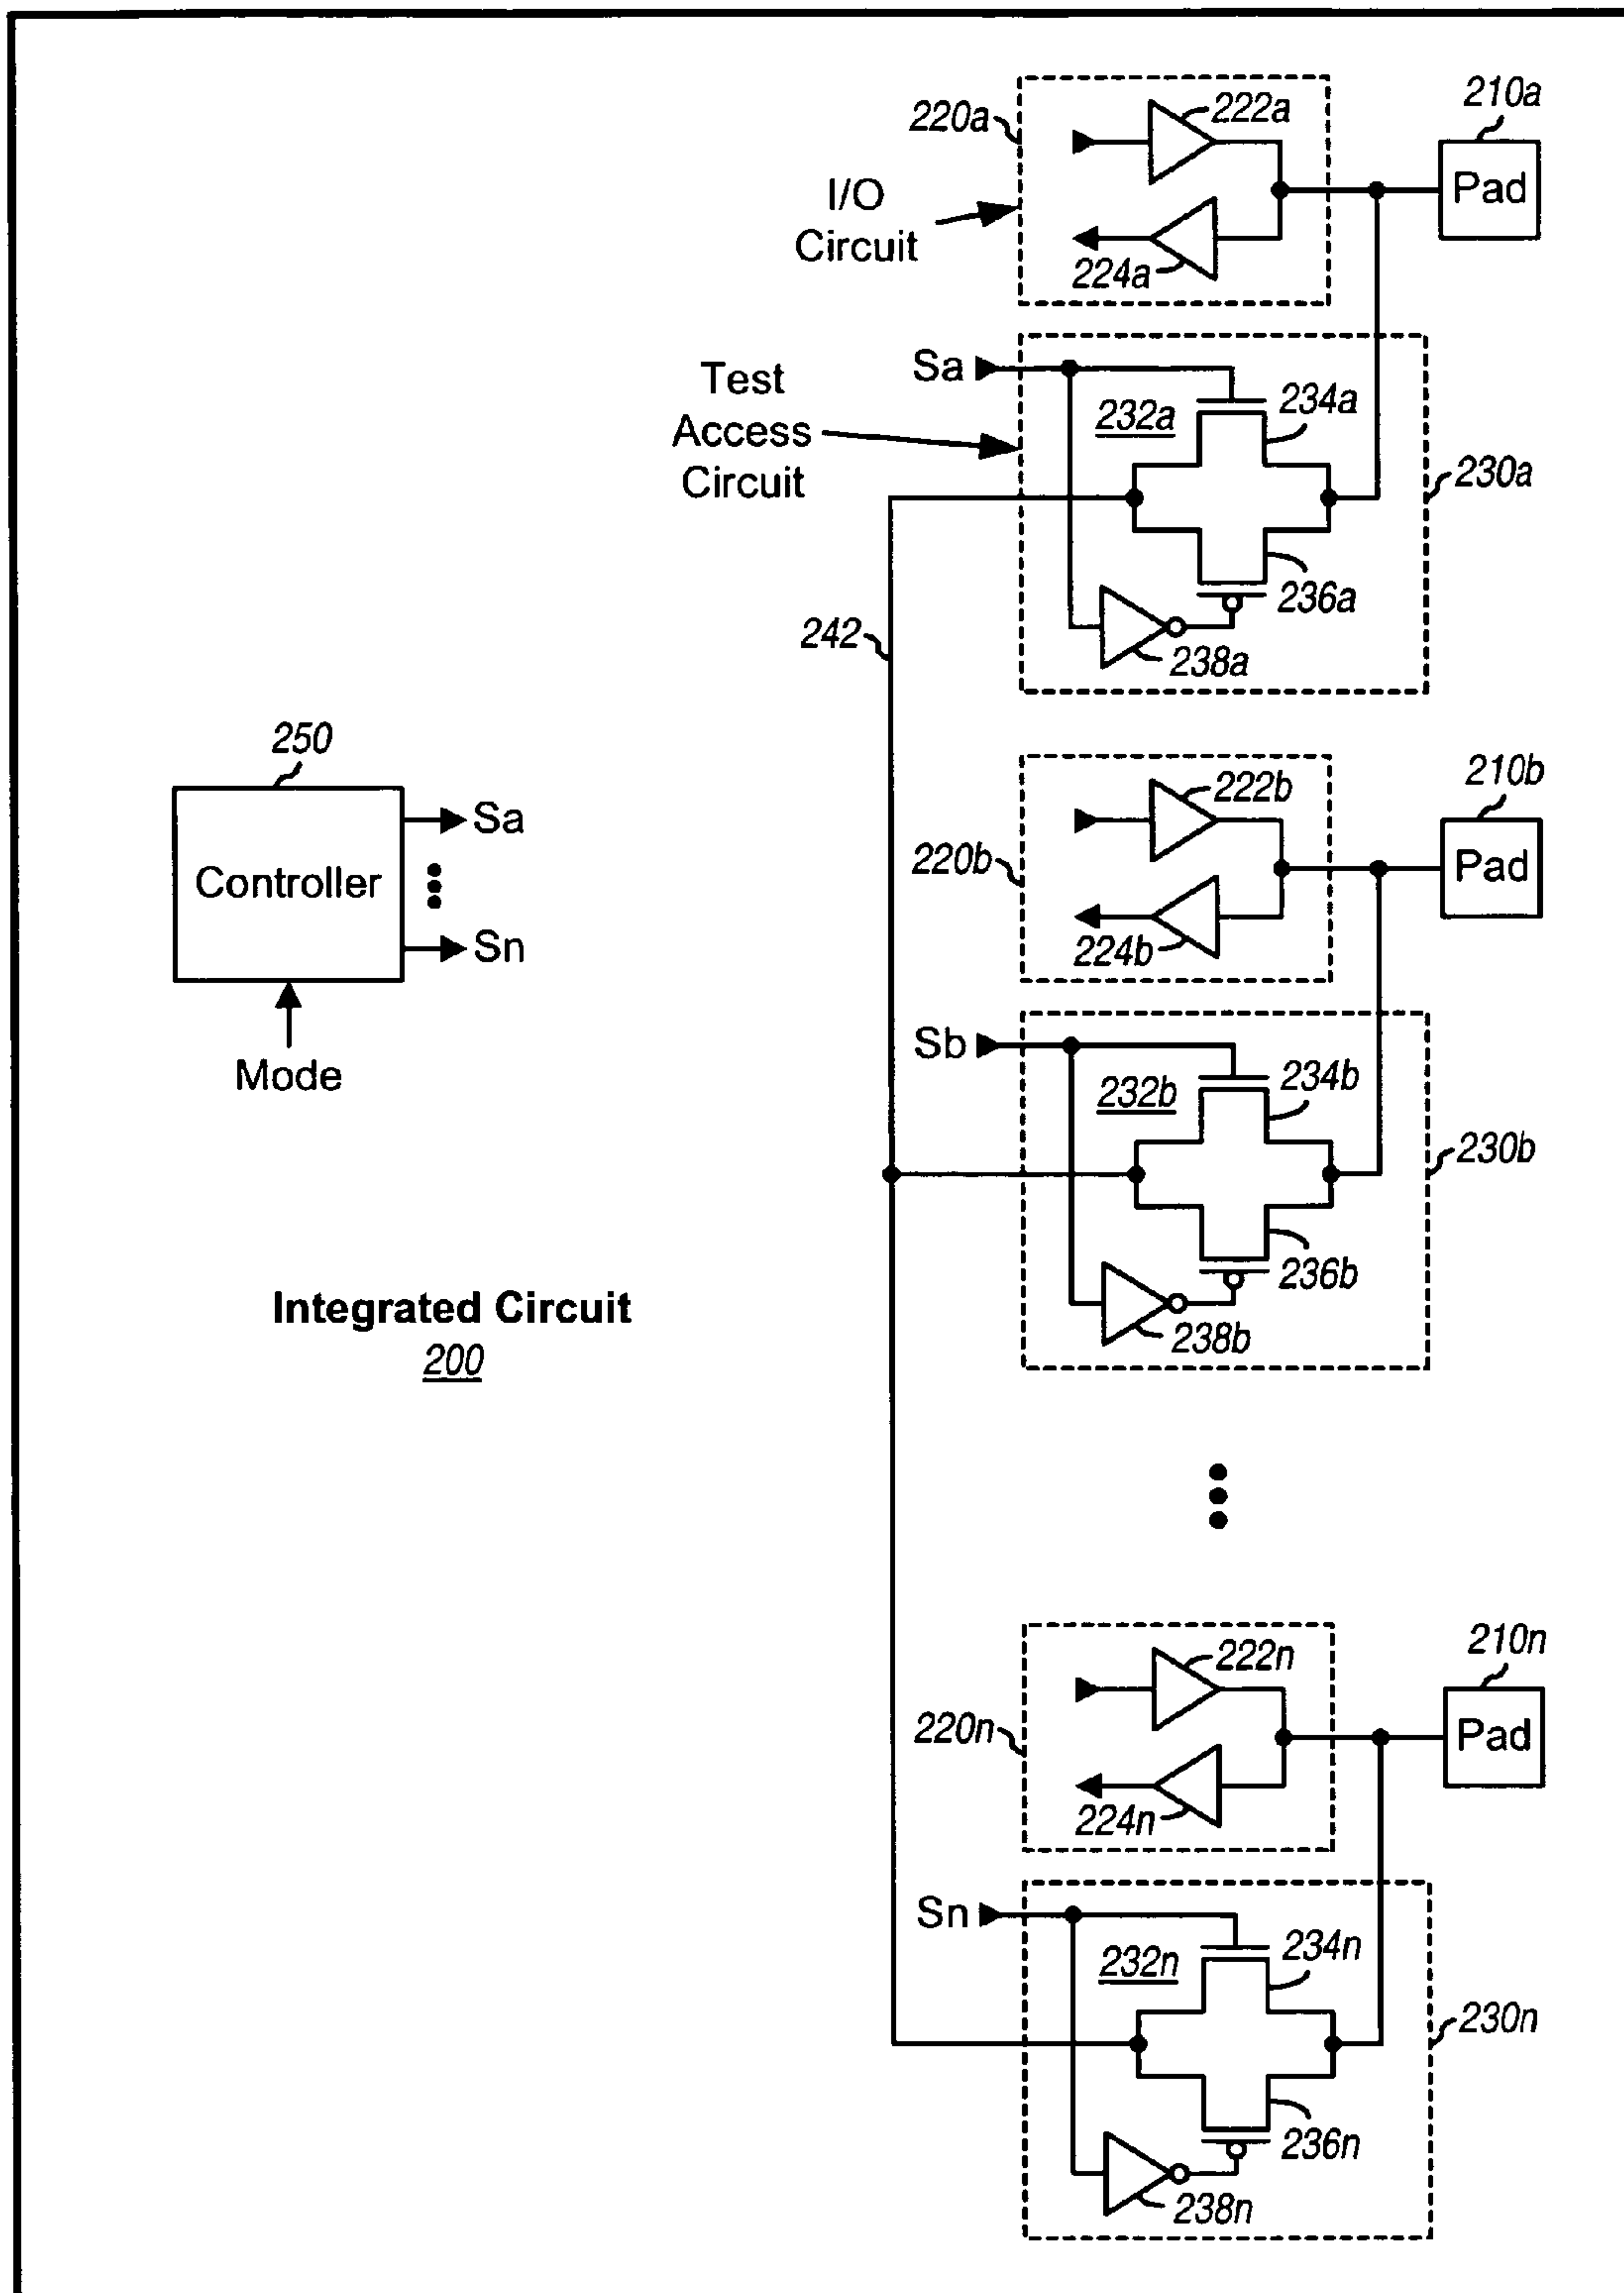 210a
220a
222a
Pad
I/O
Circuit
224a
Sa
Test
Access
Circuit
232a
234a
230a
236a
242
238a
250
Controller
Sa
Sn
Mode
210b
222b
220b
Pad
224b
Sb
232b
234b
230b
236b
238b
Integrated Circuit
200
210n
222n
220n
Pad
224n
Sn
232n
234n
230n
236n
238n